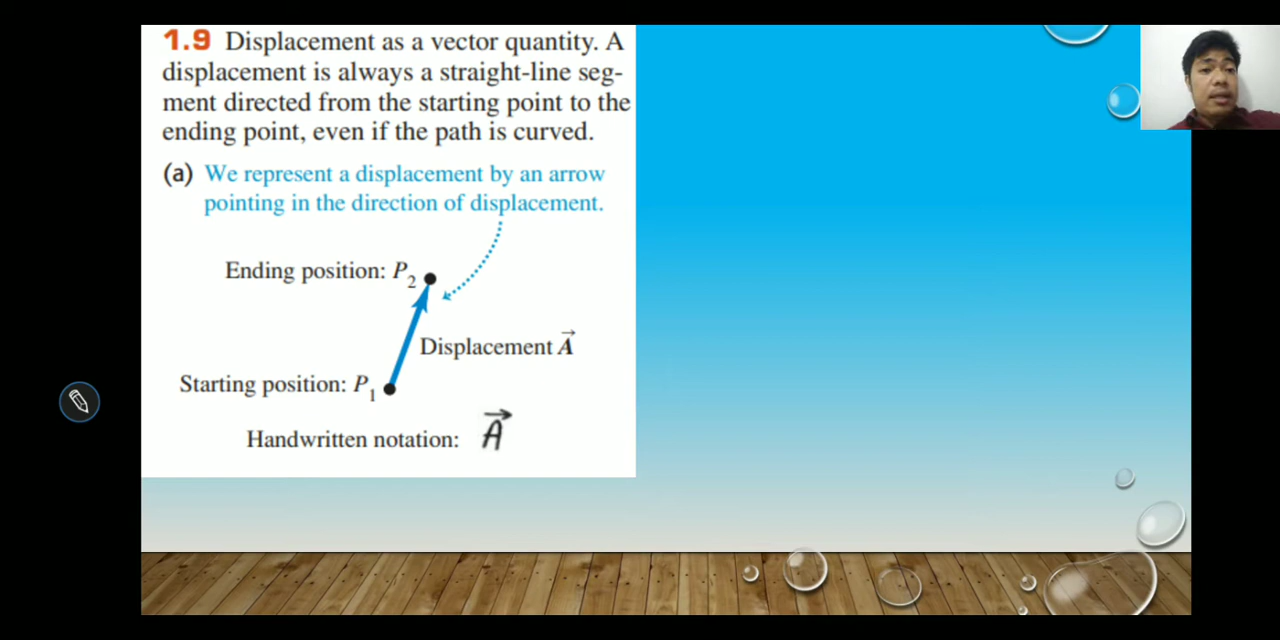 1.9 Displacement as a vector quantity. A
displacement is always a straight-line seg-
ment directed from the starting point to the
ending point, even if the path is curved.
(a) We represent a displacement by an arrow
pointing in the direction of displacement.
Ending position: P₂
Displacement A⃗
Starting position: P₁
Handwritten notation: A⃗